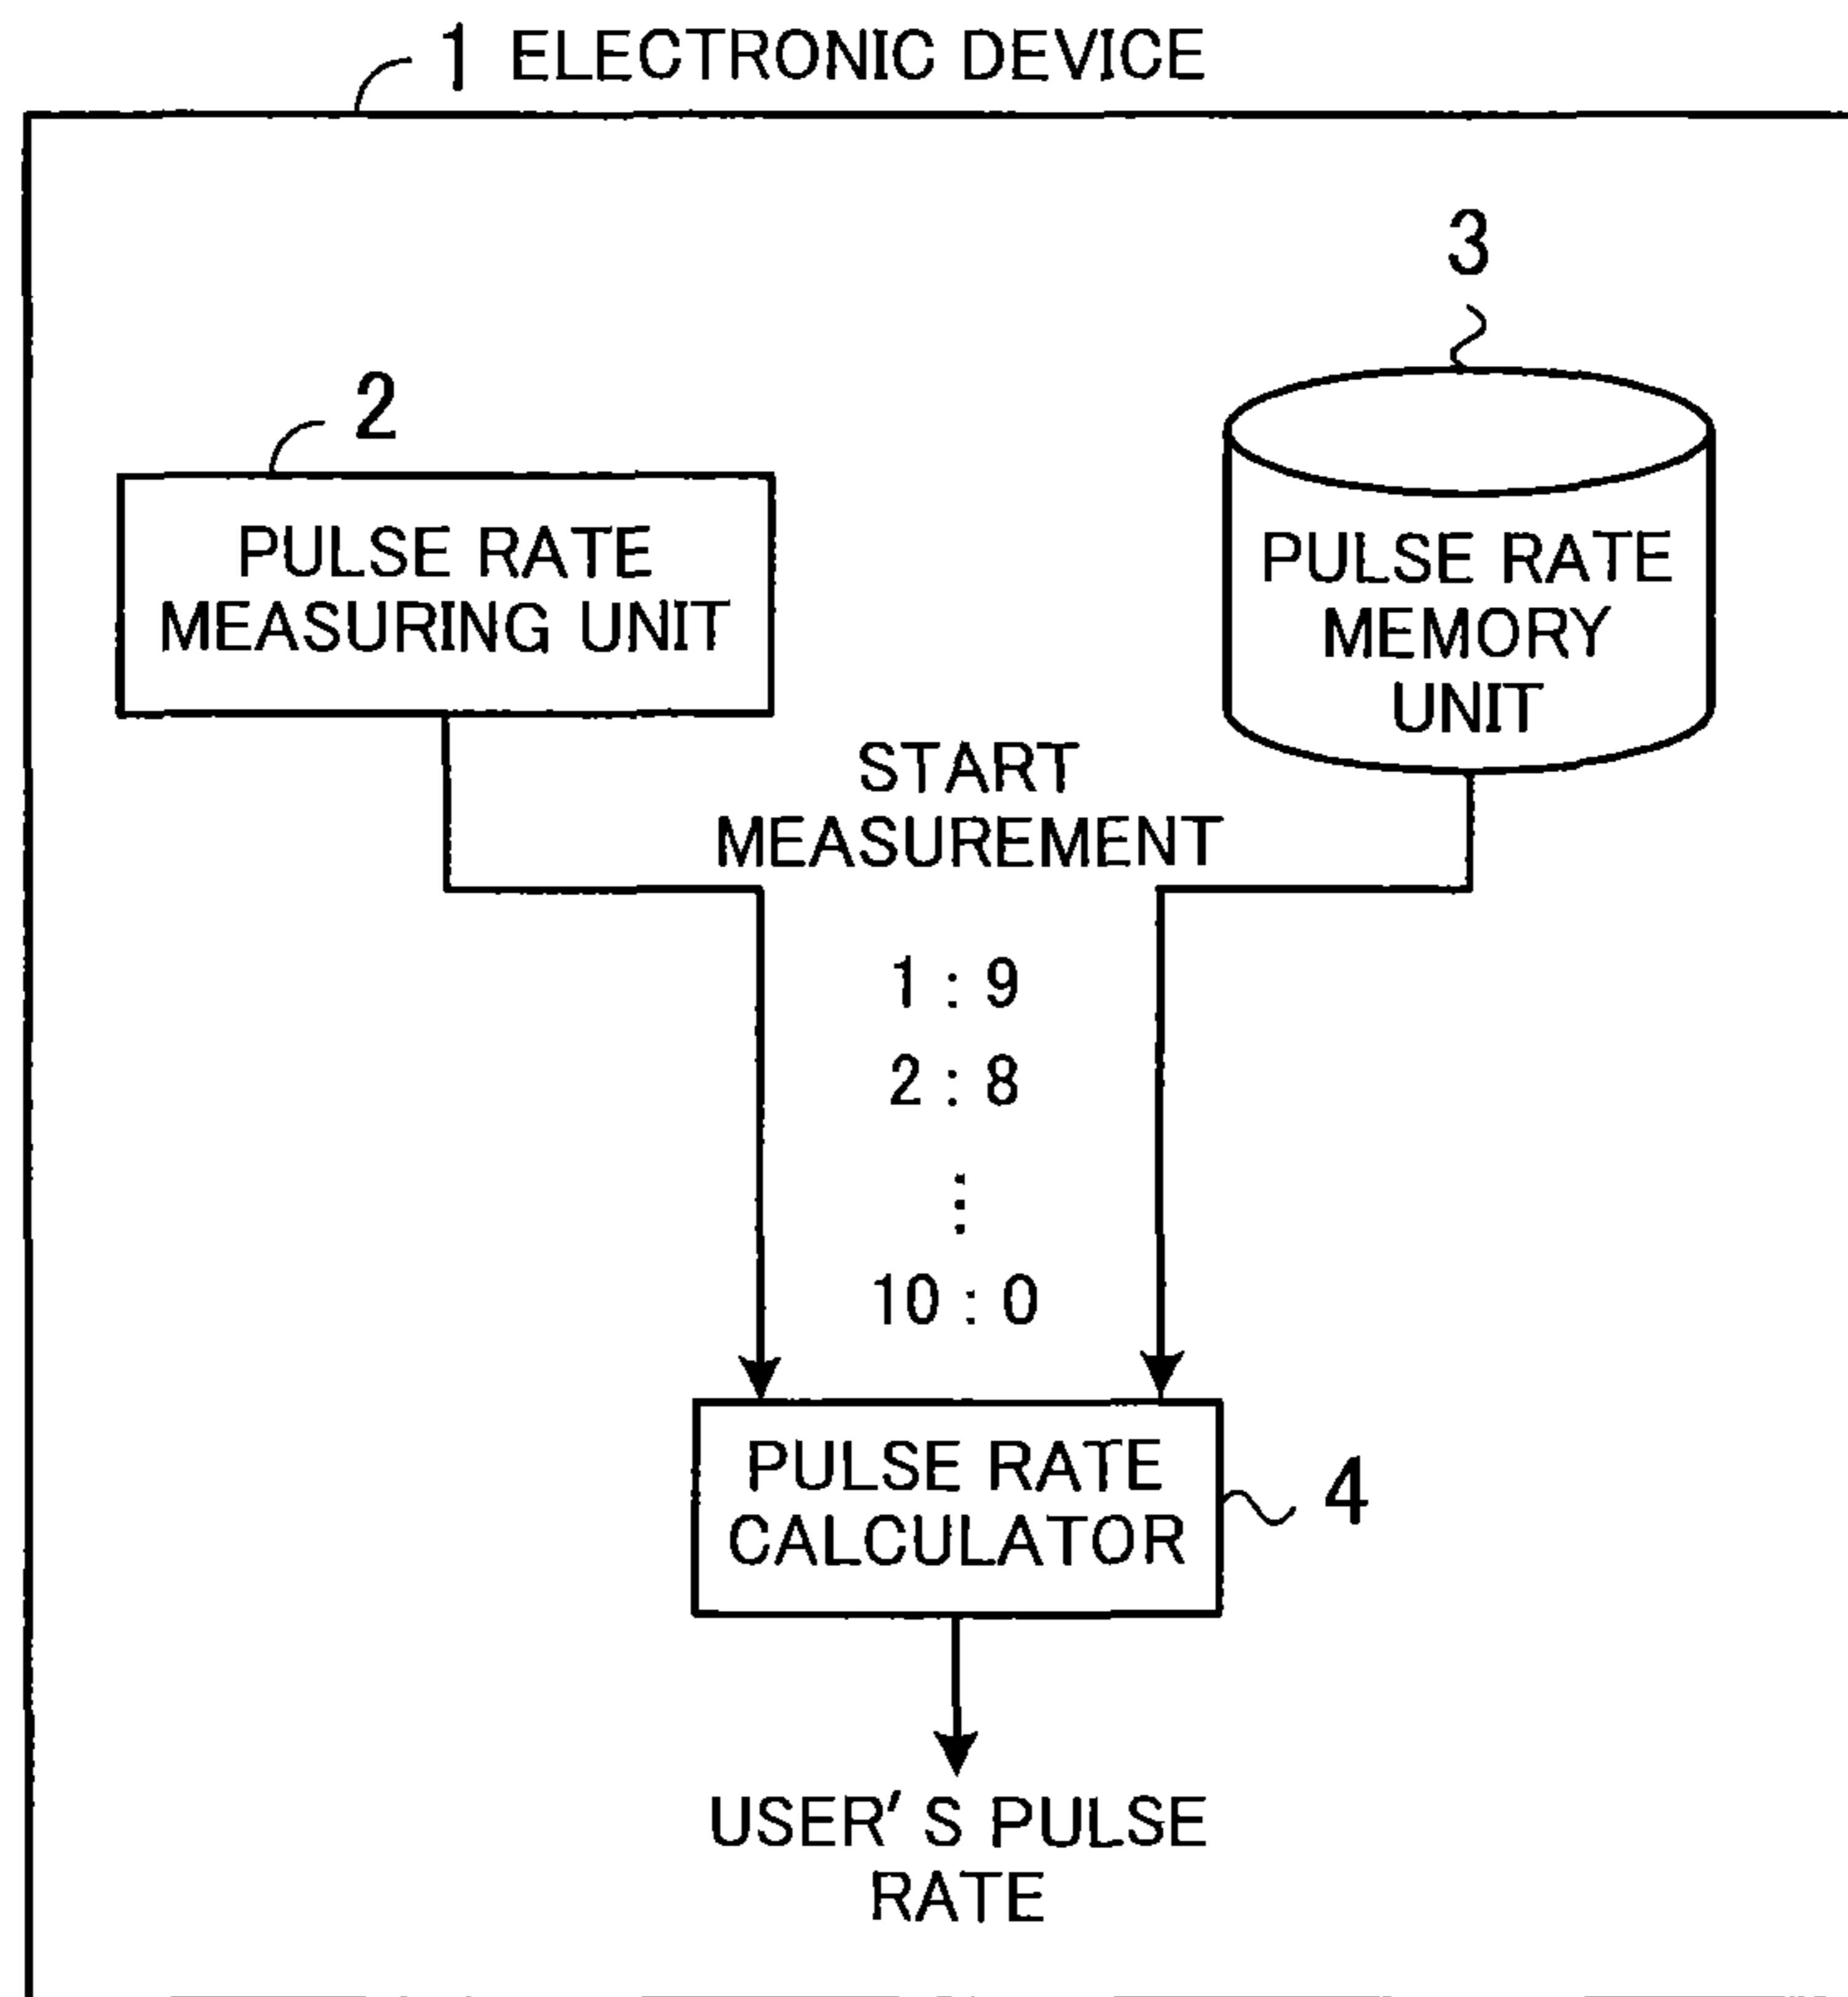 1 ELECTRONIC DEVICE
3
2
PULSE RATE
MEASURING UNIT
PULSE RATE
MEMORY
UNIT
START
MEASUREMENT
1 : 9
2 : 8
⋮
10 : 0
PULSE RATE
CALCULATOR
4
USER' S PULSE
RATE